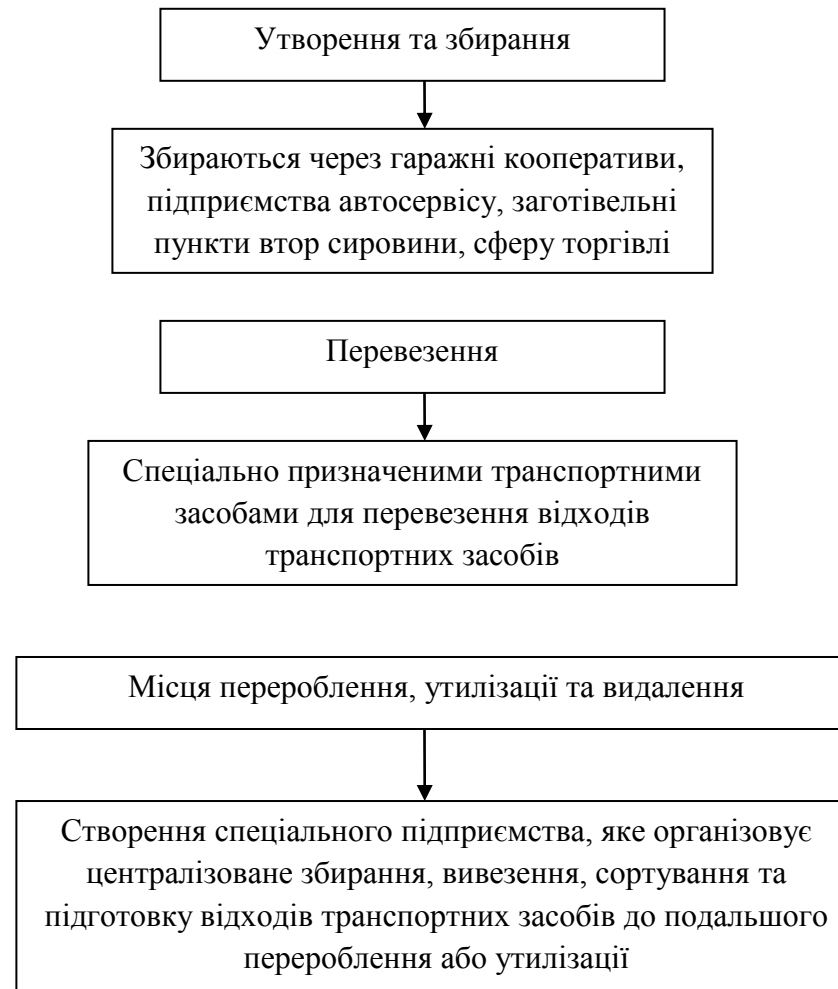 Утворення та збирання
Збираються через гаражні кооперативи,
підприємства автосервісу, заготівельні
пункти втор сировини, сферу торгівлі
Перевезення
Спеціально призначеними транспортними
засобами для перевезення відходів
транспортних засобів
Місця перероблення, утилізації та видалення
Створення спеціального підприємства, яке організовує
централізоване збирання, вивезення, сортування та
підготовку відходів транспортних засобів до подальшого
перероблення або утилізації